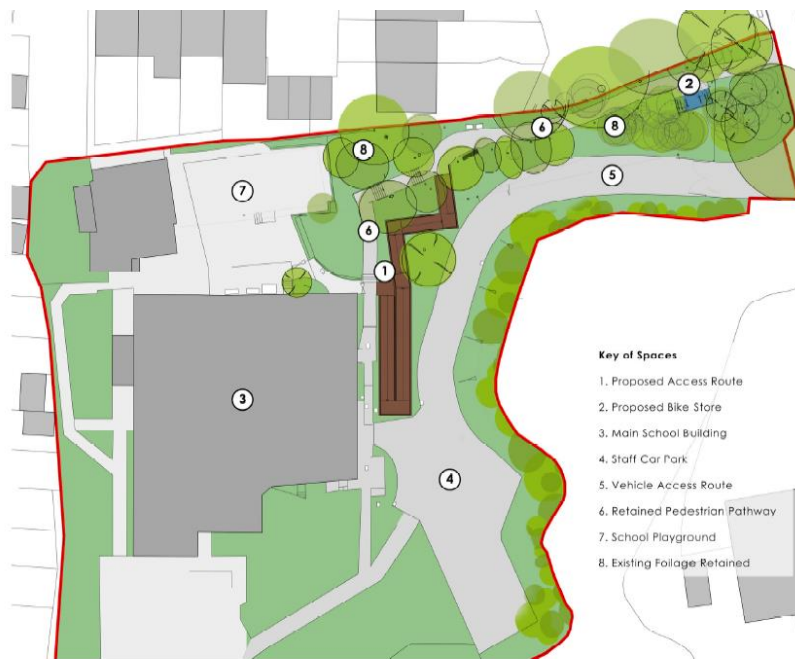 2
6
8
8
5
7
6
1
3
4
Key of Spaces
1. Proposed Access Route
2. Proposed Bike Store
3. Main School Building
4. Staff Car Park
5. Vehicle Access Route
6. Retained Pedestrian Pathway
7. School Playground
8. Existing Foilage Retained